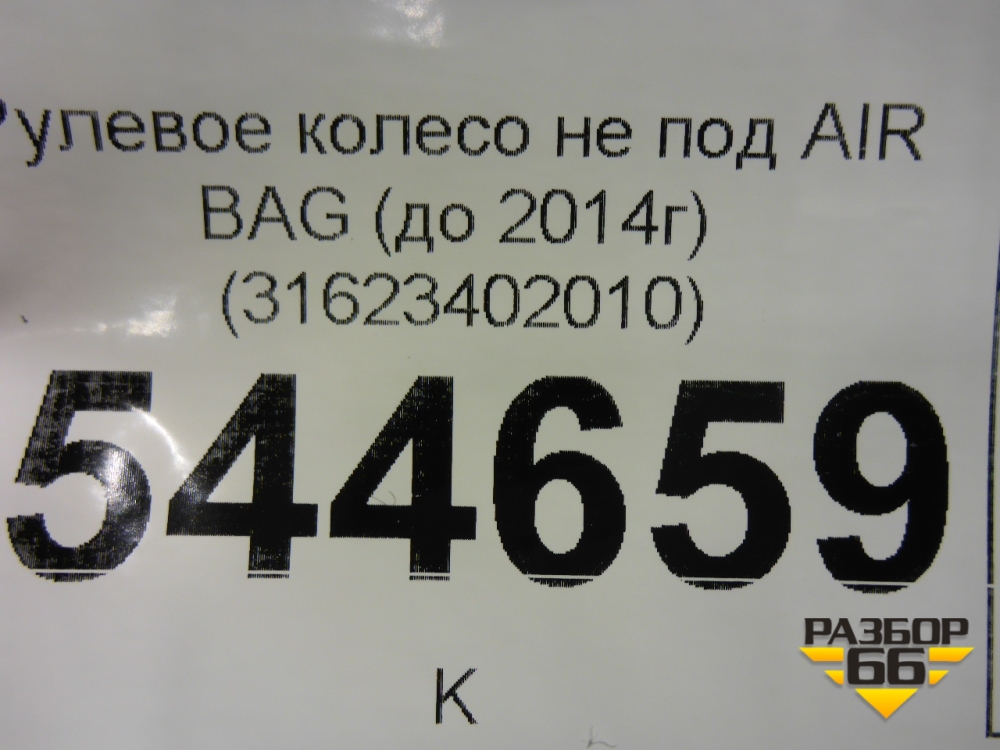 Рулевое колесо не под AIR
BAG (до 2014г)
(31623402010)
544659
РАЗБОР
66
K